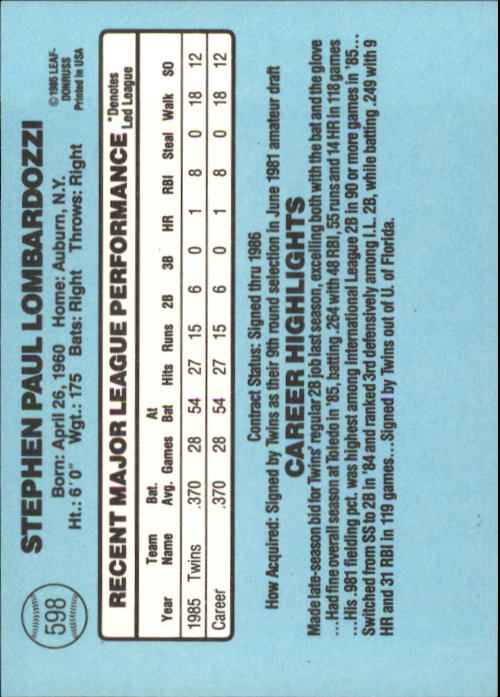 598
STEPHEN PAUL LOMBARDOZZI
Born: April 26, 1960 Home: Auburn, N.Y.
Ht.: 6´0˝ Wgt.: 175 Bats: Right Throws: Right
© 1985 LEAF-
DONRUSS
Printed in USA
RECENT MAJOR LEAGUE PERFORMANCE
*Denotes
Led League
Year Team Name Bat. Avg. Games At Bat Hits Runs 2B 3B HR RBI Steal Walk SO
1985 Twins .370 28 54 27 15 6 0 1 8 0 18 12
Career .370 28 54 27 15 6 0 1 8 0 18 12
Contract Status: Signed thru 1986
How Acquired: Signed by Twins as their 9th round selection in June 1981 amateur draft
CAREER HIGHLIGHTS
Made late-season bid for Twins' regular 2B job last season, excelling both with the bat and the glove
...Had fine overall season at Toledo in '85, batting .264 with 48 RBI, 55 runs and 14 HR in 118 games
...His .981 fielding pct. was highest among International League 2B in 90 or more games in '85...
Switched from SS to 2B in '84 and ranked 3rd defensively among I.L. 2B, while batting .249 with 9
HR and 31 RBI in 119 games...Signed by Twins out of U. of Florida.